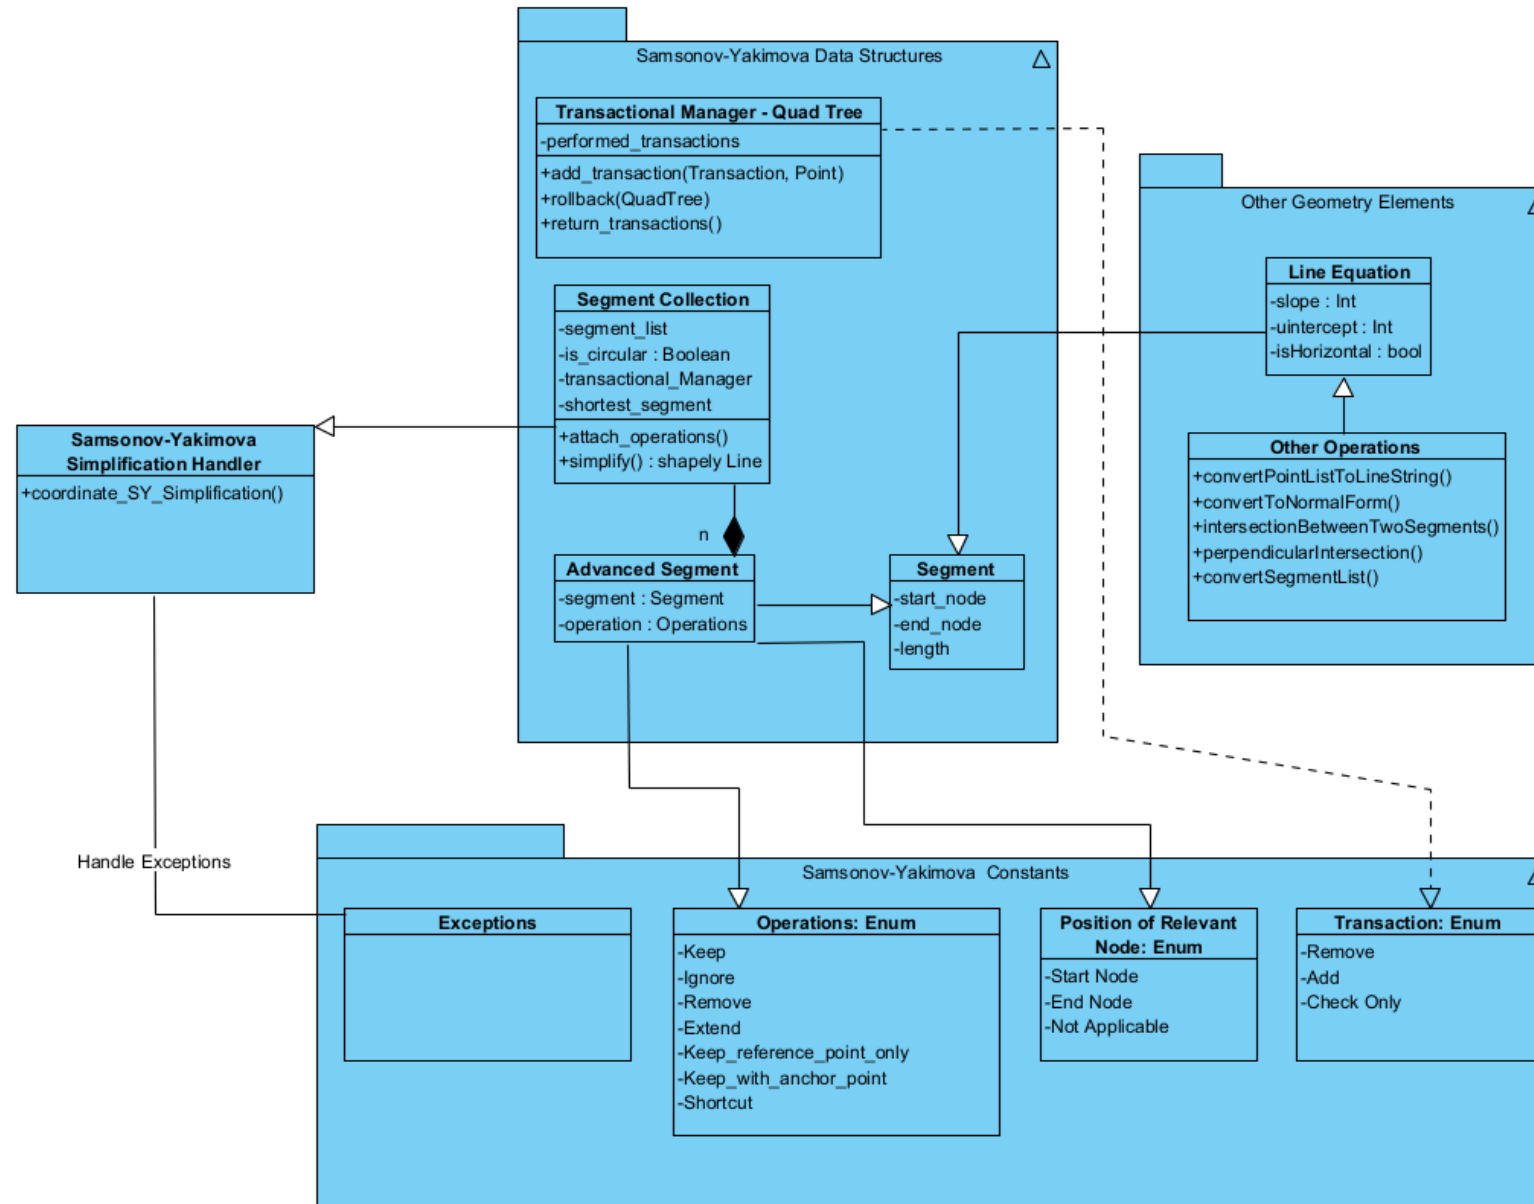 Samsonov-Yakimova Data Structures
Transactional Manager - Quad Tree
-performed_transactions
+add_transaction(Transaction, Point)
+rollback(QuadTree)
+return_transactions()
Segment Collection
-segment_list
-is_circular : Boolean
-transactional_Manager
-shortest_segment
+attach_operations()
+simplify() : shapely Line
n
Advanced Segment
-segment : Segment
-operation : Operations
Segment
-start_node
-end_node
-length
Other Geometry Elements
Line Equation
-slope : Int
-uintercept : Int
-isHorizontal : bool
Other Operations
+convertPointListToLineString()
+convertToNormalForm()
+intersectionBetweenTwoSegments()
+perpendicularIntersection()
+convertSegmentList()
Samsonov-Yakimova
Simplification Handler
+coordinate_SY_Simplification()
Handle Exceptions
Samsonov-Yakimova Constants
Exceptions
Operations: Enum
-Keep
-Ignore
-Remove
-Extend
-Keep_reference_point_only
-Keep_with_anchor_point
-Shortcut
Position of Relevant
Node: Enum
-Start Node
-End Node
-Not Applicable
Transaction: Enum
-Remove
-Add
-Check Only